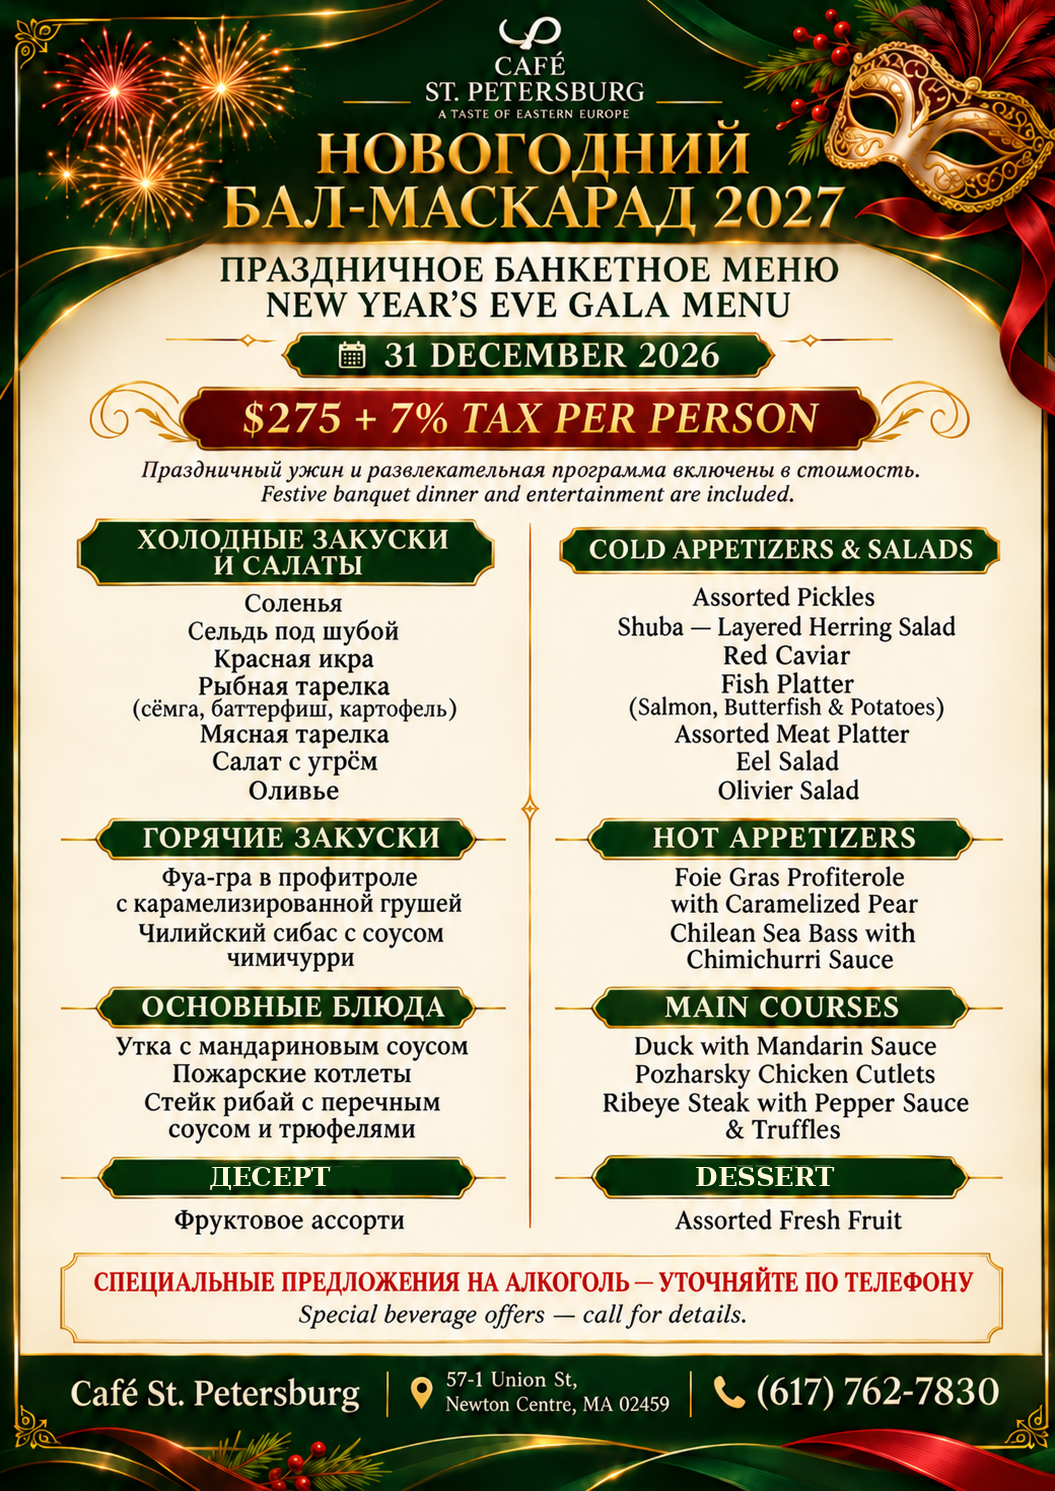 CAFÉ
ST. PETERSBURG
A TASTE OF EASTERN EUROPE
НОВОГОДНИЙ
БАЛ-МАСКАРАД 2027
ПРАЗДНИЧНОЕ БАНКЕТНОЕ МЕНЮ
NEW YEAR'S EVE GALA MENU
31 DECEMBER 2026
$275 + 7% TAX PER PERSON
Праздничный ужин и развлекательная программа включены в стоимость.
Festive banquet dinner and entertainment are included.
ХОЛОДНЫЕ ЗАКУСКИ
И САЛАТЫ
Соленья
Сельдь под шубой
Красная икра
Рыбная тарелка
(сёмга, баттерфиш, картофель)
Мясная тарелка
Салат с угрём
Оливье
ГОРЯЧИЕ ЗАКУСКИ
Фуа-гра в профитроле
с карамелизированной грушей
Чилийский сибас с соусом
чимичурри
ОСНОВНЫЕ БЛЮДА
Утка с мандариновым соусом
Пожарские котлеты
Стейк рибай с перечным
соусом и трюфелями
ДЕСЕРТ
Фруктовое ассорти
COLD APPETIZERS & SALADS
Assorted Pickles
Shuba — Layered Herring Salad
Red Caviar
Fish Platter
(Salmon, Butterfish & Potatoes)
Assorted Meat Platter
Eel Salad
Olivier Salad
HOT APPETIZERS
Foie Gras Profiterole
with Caramelized Pear
Chilean Sea Bass with
Chimichurri Sauce
MAIN COURSES
Duck with Mandarin Sauce
Pozharsky Chicken Cutlets
Ribeye Steak with Pepper Sauce
& Truffles
DESSERT
Assorted Fresh Fruit
СПЕЦИАЛЬНЫЕ ПРЕДЛОЖЕНИЯ НА АЛКОГОЛЬ — УТОЧНЯЙТЕ ПО ТЕЛЕФОНУ
Special beverage offers — call for details.
Café St. Petersburg
57-1 Union St,
Newton Centre, MA 02459
(617) 762-7830